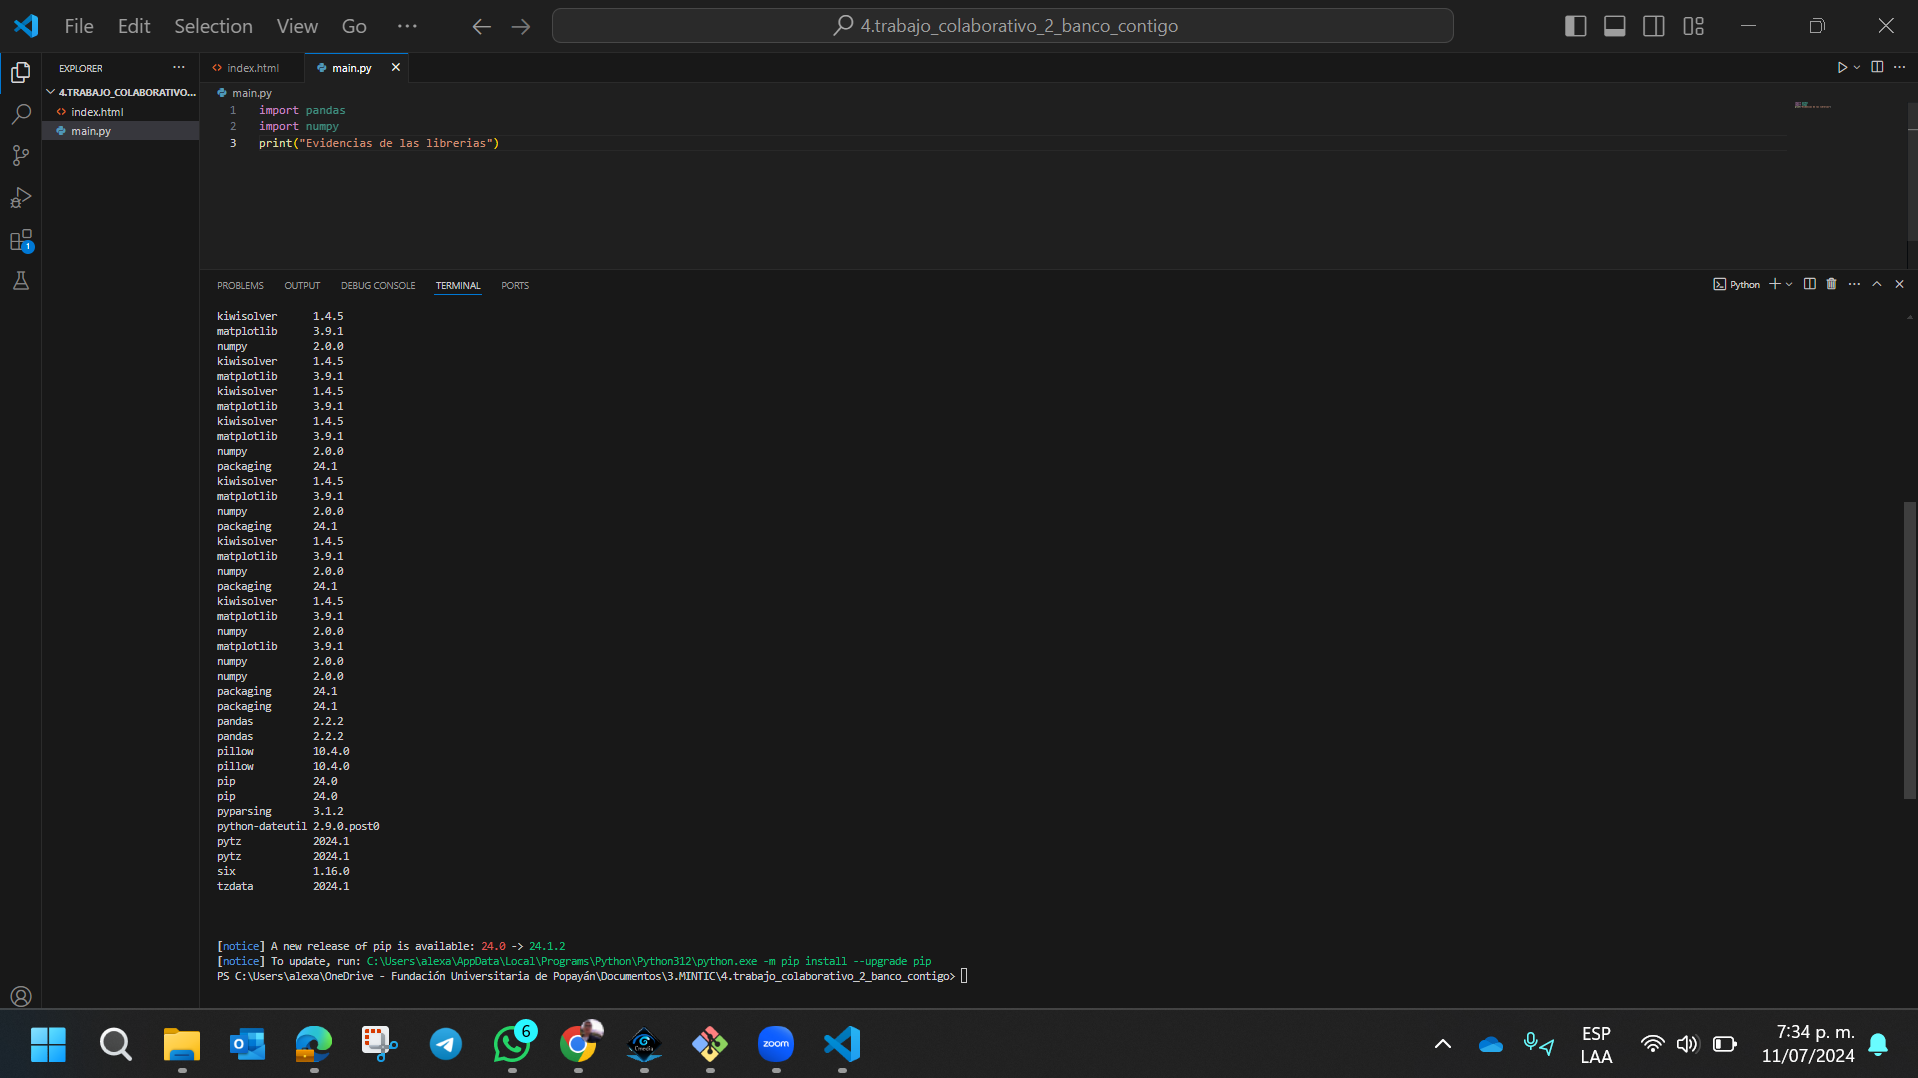 File Edit Selection View Go ···
4.trabajo_colaborativo_2_banco_contigo
EXPLORER
4.TRABAJO_COLABORATIVO...
index.html
main.py
1
index.html
main.py
main.py
1 import pandas
2 import numpy
3 print("Evidencias de las librerias")
PROBLEMS OUTPUT DEBUG CONSOLE TERMINAL PORTS
Python
kiwisolver 1.4.5
matplotlib 3.9.1
numpy 2.0.0
kiwisolver 1.4.5
matplotlib 3.9.1
kiwisolver 1.4.5
matplotlib 3.9.1
kiwisolver 1.4.5
matplotlib 3.9.1
numpy 2.0.0
packaging 24.1
kiwisolver 1.4.5
matplotlib 3.9.1
numpy 2.0.0
packaging 24.1
kiwisolver 1.4.5
matplotlib 3.9.1
numpy 2.0.0
packaging 24.1
kiwisolver 1.4.5
matplotlib 3.9.1
numpy 2.0.0
matplotlib 3.9.1
numpy 2.0.0
numpy 2.0.0
packaging 24.1
packaging 24.1
pandas 2.2.2
pandas 2.2.2
pillow 10.4.0
pillow 10.4.0
pip 24.0
pip 24.0
pyparsing 3.1.2
python-dateutil 2.9.0.post0
pytz 2024.1
pytz 2024.1
six 1.16.0
tzdata 2024.1
[notice] A new release of pip is available: 24.0 -> 24.1.2
[notice] To update, run: C:\Users\alexa\AppData\Local\Programs\Python\Python312\python.exe -m pip install --upgrade pip
PS C:\Users\alexa\OneDrive - Fundación Universitaria de Popayán\Documentos\3.MINTIC\4.trabajo_colaborativo_2_banco_contigo>
6
zoom
ESP
LAA
7:34 p. m.
11/07/2024